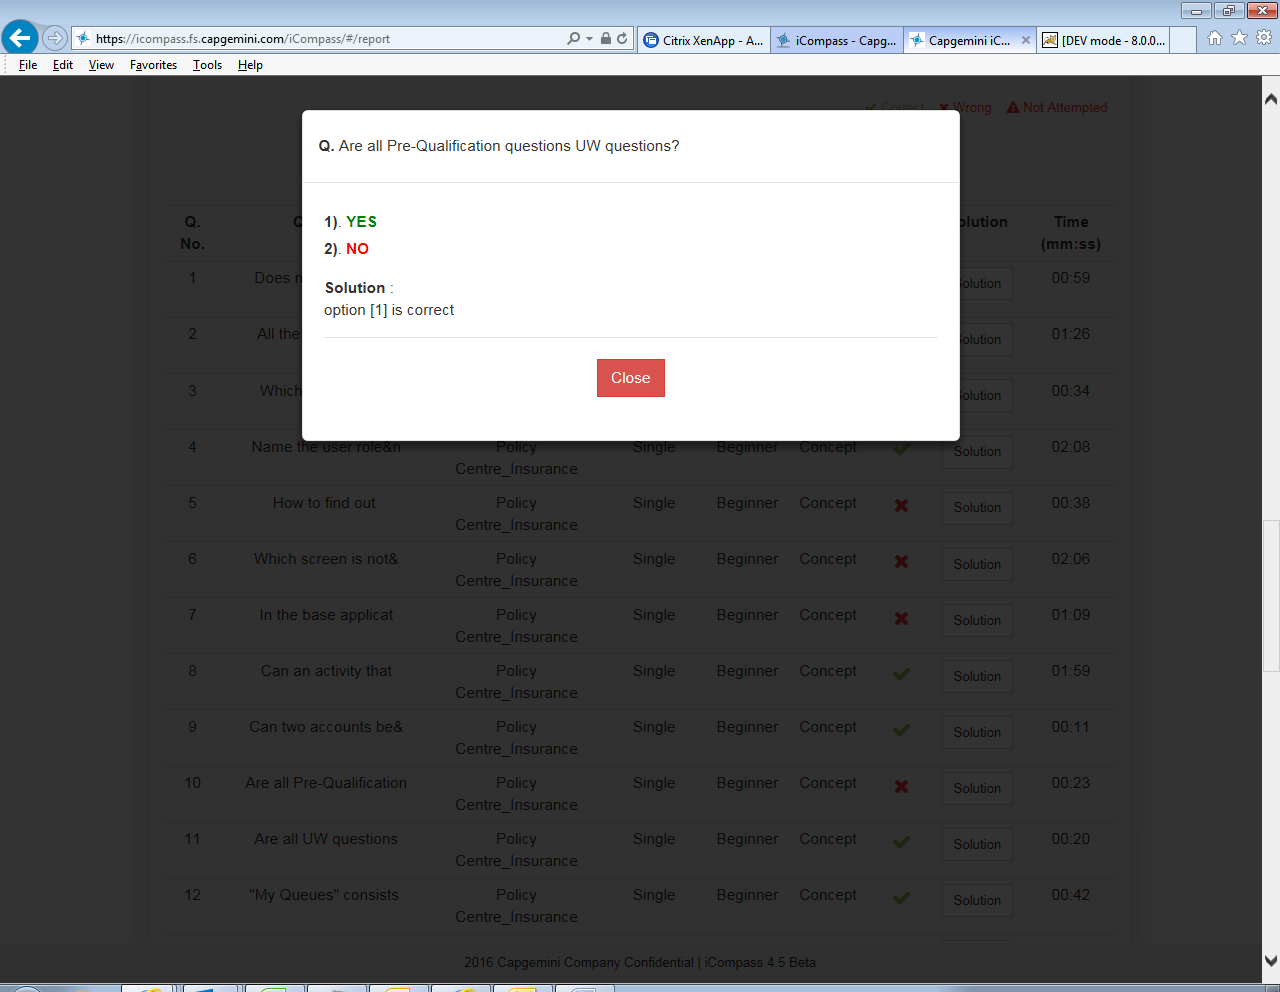 https://icompass.fs.capgemini.com/iCompass/#/report
Citrix XenApp - A...
iCompass - Capg...
Capgemini iC...
[DEV mode - 8.0.0...
File Edit View Favorites Tools Help
Correct Wrong Not Attempted
Q. Are all Pre-Qualification questions UW questions?
1). YES
2). NO
Solution :
option [1] is correct
Close
Q. No. Solution Time (mm:ss)
1 Does 00:59
2 All the 01:26
3 Which 00:34
4 Name the user role&n Policy Centre_Insurance Single Beginner Concept Solution 02:08
5 How to find out Policy Centre_Insurance Single Beginner Concept Solution 00:38
6 Which screen is not& Policy Centre_Insurance Single Beginner Concept Solution 02:06
7 In the base applicat Policy Centre_Insurance Single Beginner Concept Solution 01:09
8 Can an activity that Policy Centre_Insurance Single Beginner Concept Solution 01:59
9 Can two accounts be& Policy Centre_Insurance Single Beginner Concept Solution 00:11
10 Are all Pre-Qualification Policy Centre_Insurance Single Beginner Concept Solution 00:23
11 Are all UW questions Policy Centre_Insurance Single Beginner Concept Solution 00:20
12 "My Queues" consists Policy Centre_Insurance Single Beginner Concept Solution 00:42
2016 Capgemini Company Confidential | iCompass 4.5 Beta